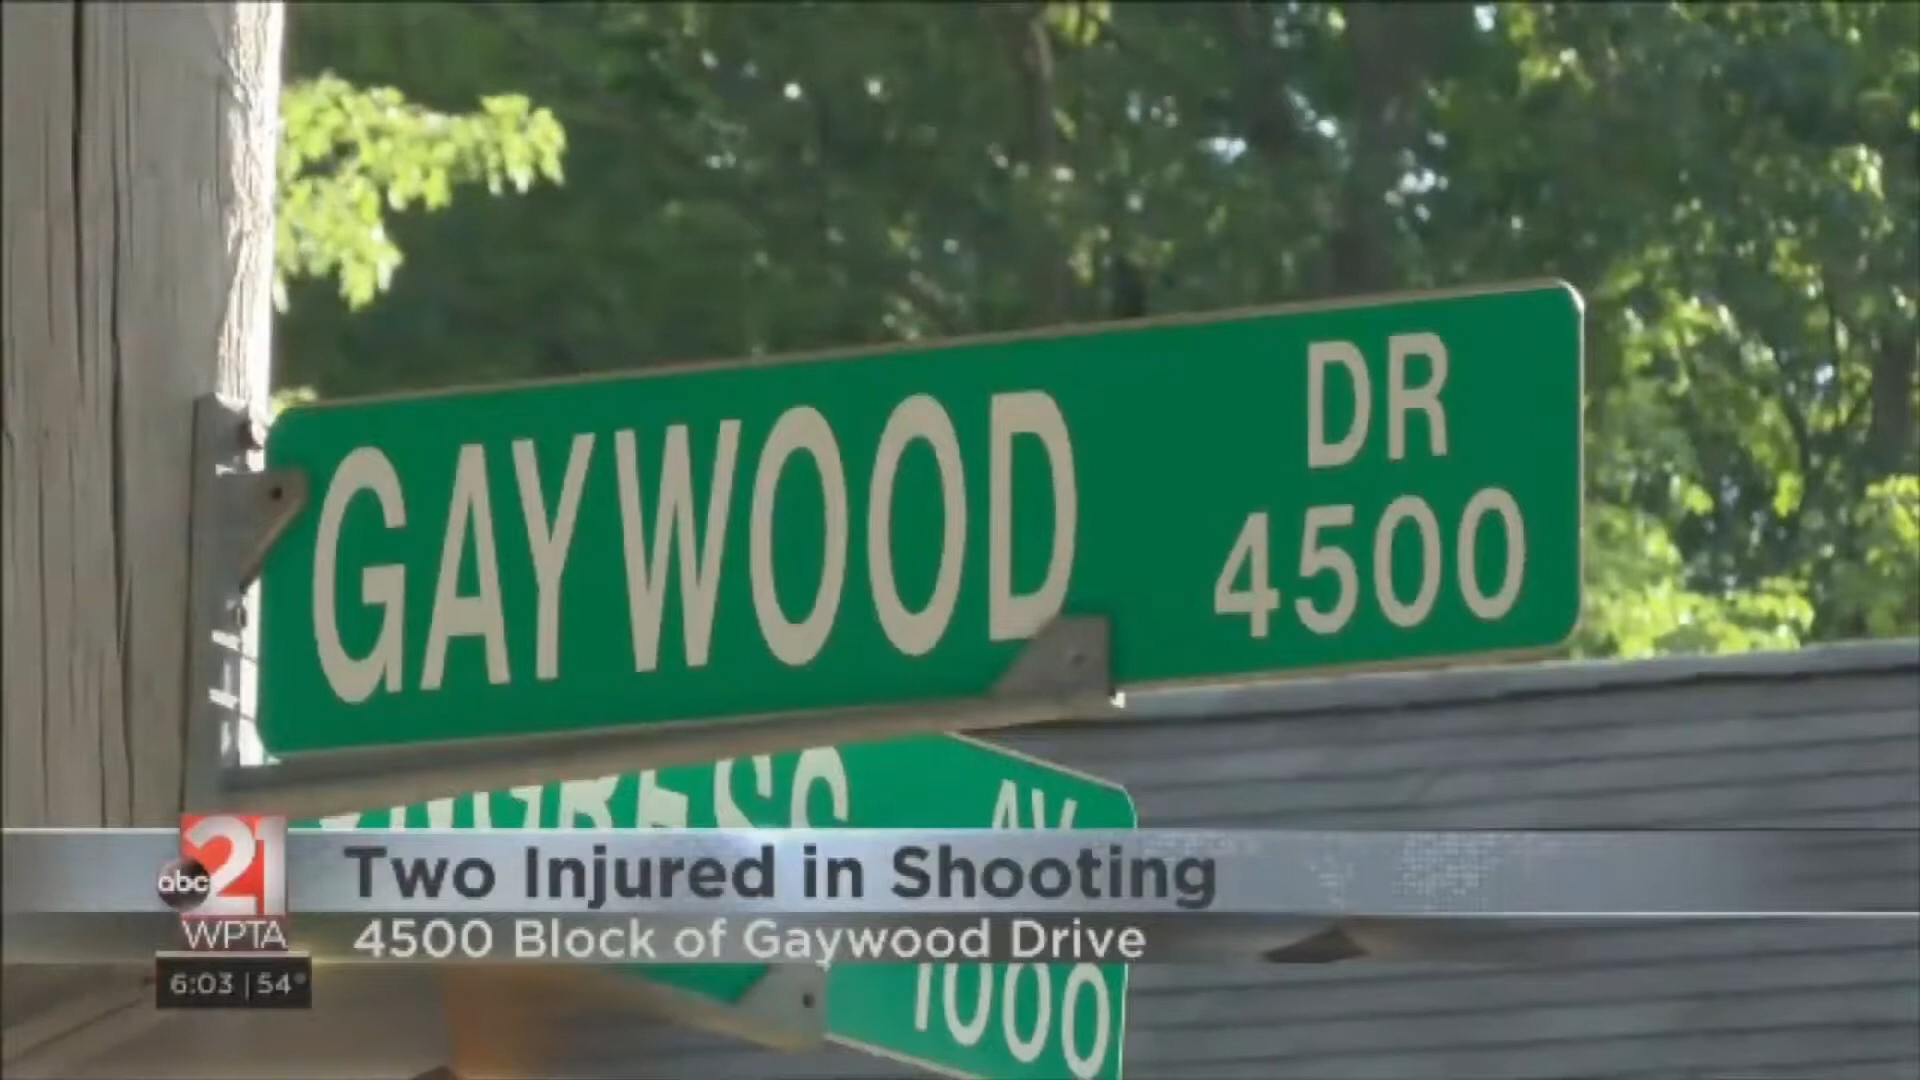 GAYWOOD DR
4500
AV
abc 21
WPTA
Two Injured in Shooting
4500 Block of Gaywood Drive
6:03 | 54°
1000